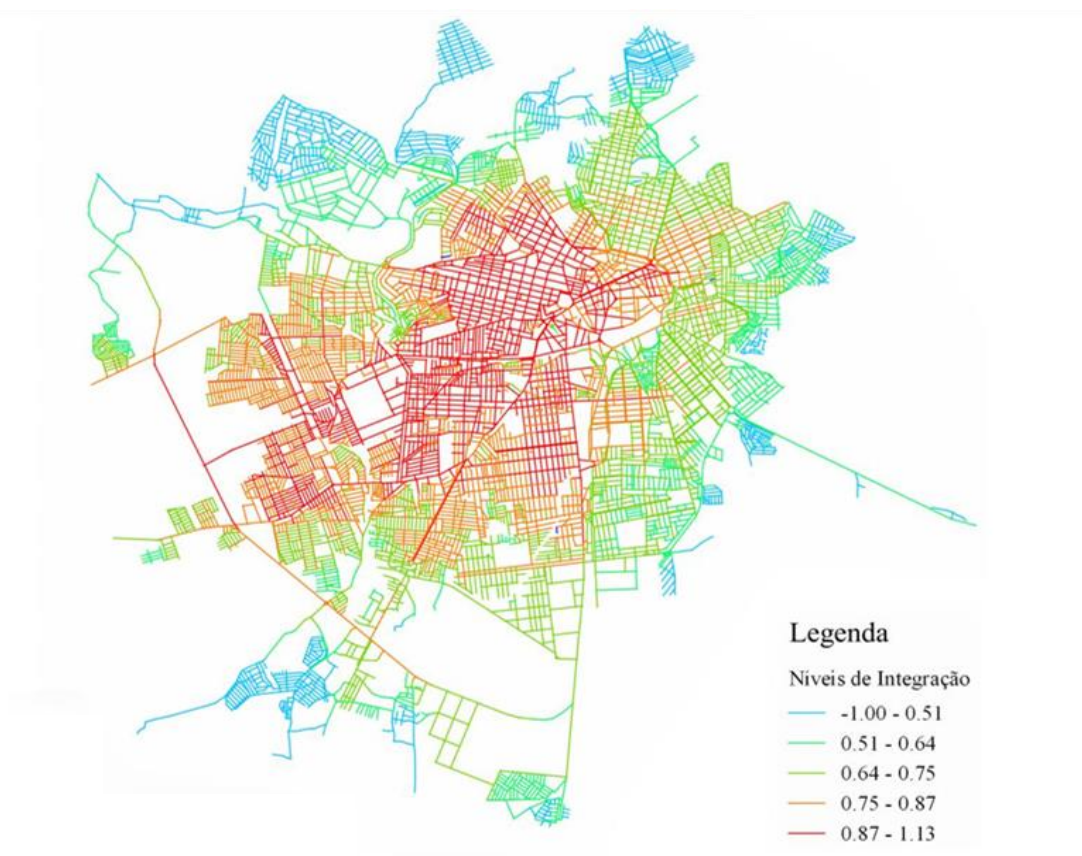 Legenda
Níveis de Integração
-1.00 - 0.51
0.51 - 0.64
0.64 - 0.75
0.75 - 0.87
0.87 - 1.13